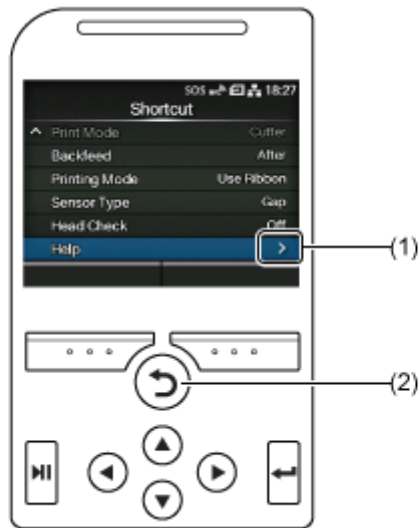 SOS 18:27
Shortcut
Print Mode Cutter
Backfeed After
Printing Mode Use Ribbon
Sensor Type Gap
Head Check Off
Help >
(1)
(2)